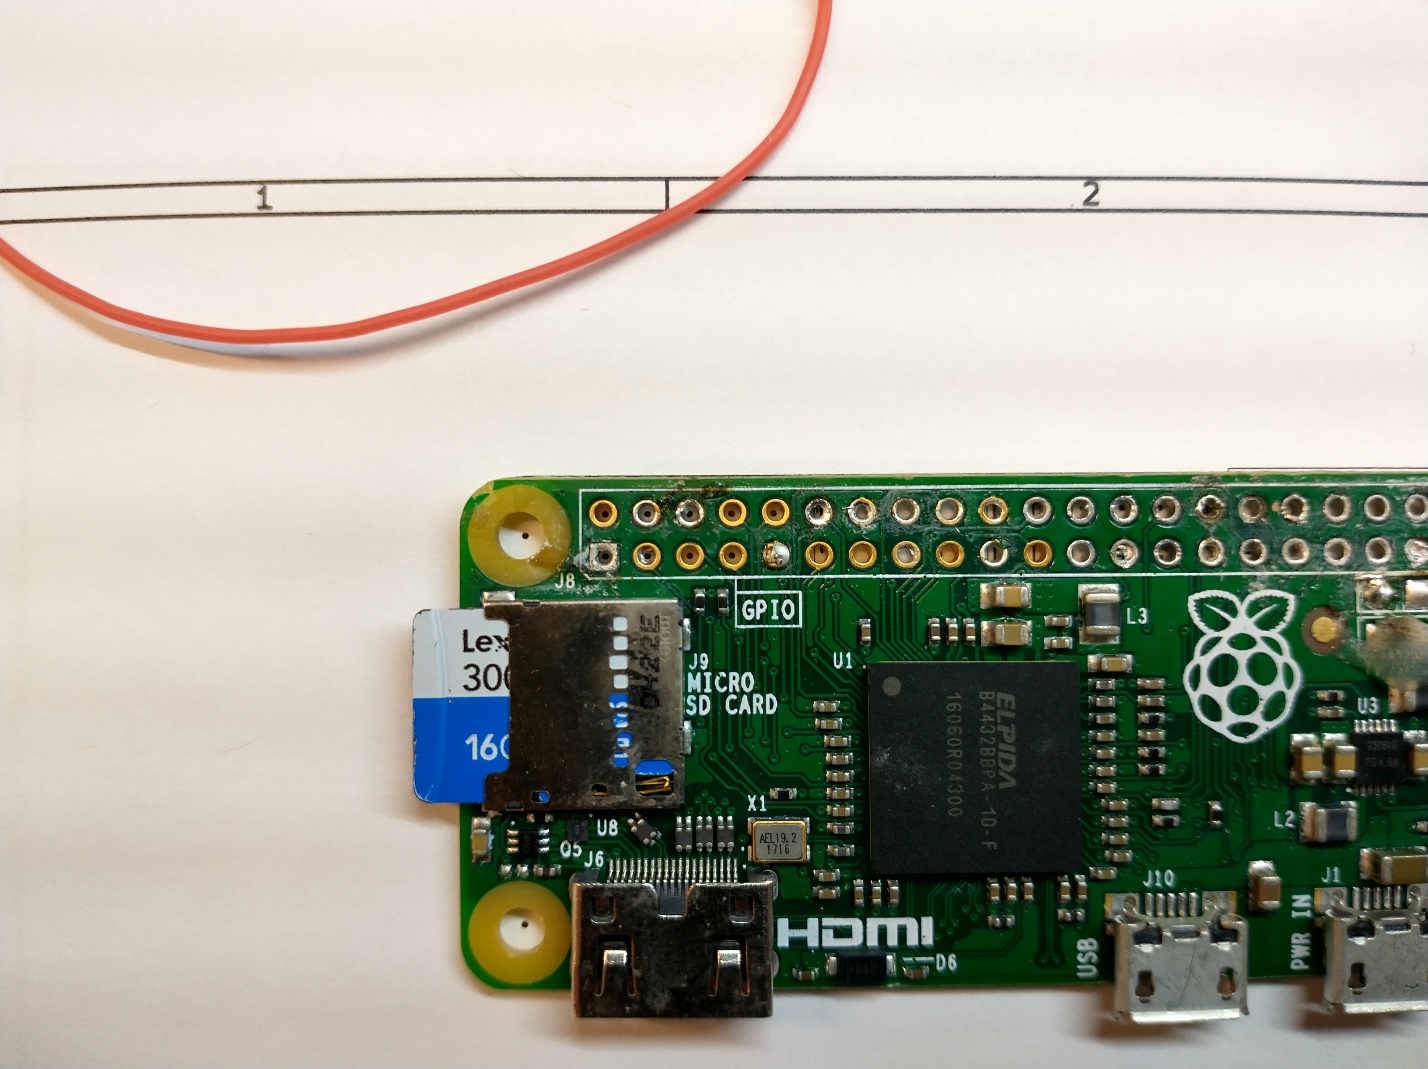 1
2
J8
GPIO
L3
Lex
300
160
J9
MICRO
SD CARD
U1
ELPIDA
B4432BBPA-1D-F
16060R04300
U3
L2
X1
AEL19.2
1716
U8
Q5
J6
HDMI
D6
J10
USB
J1
PWR IN